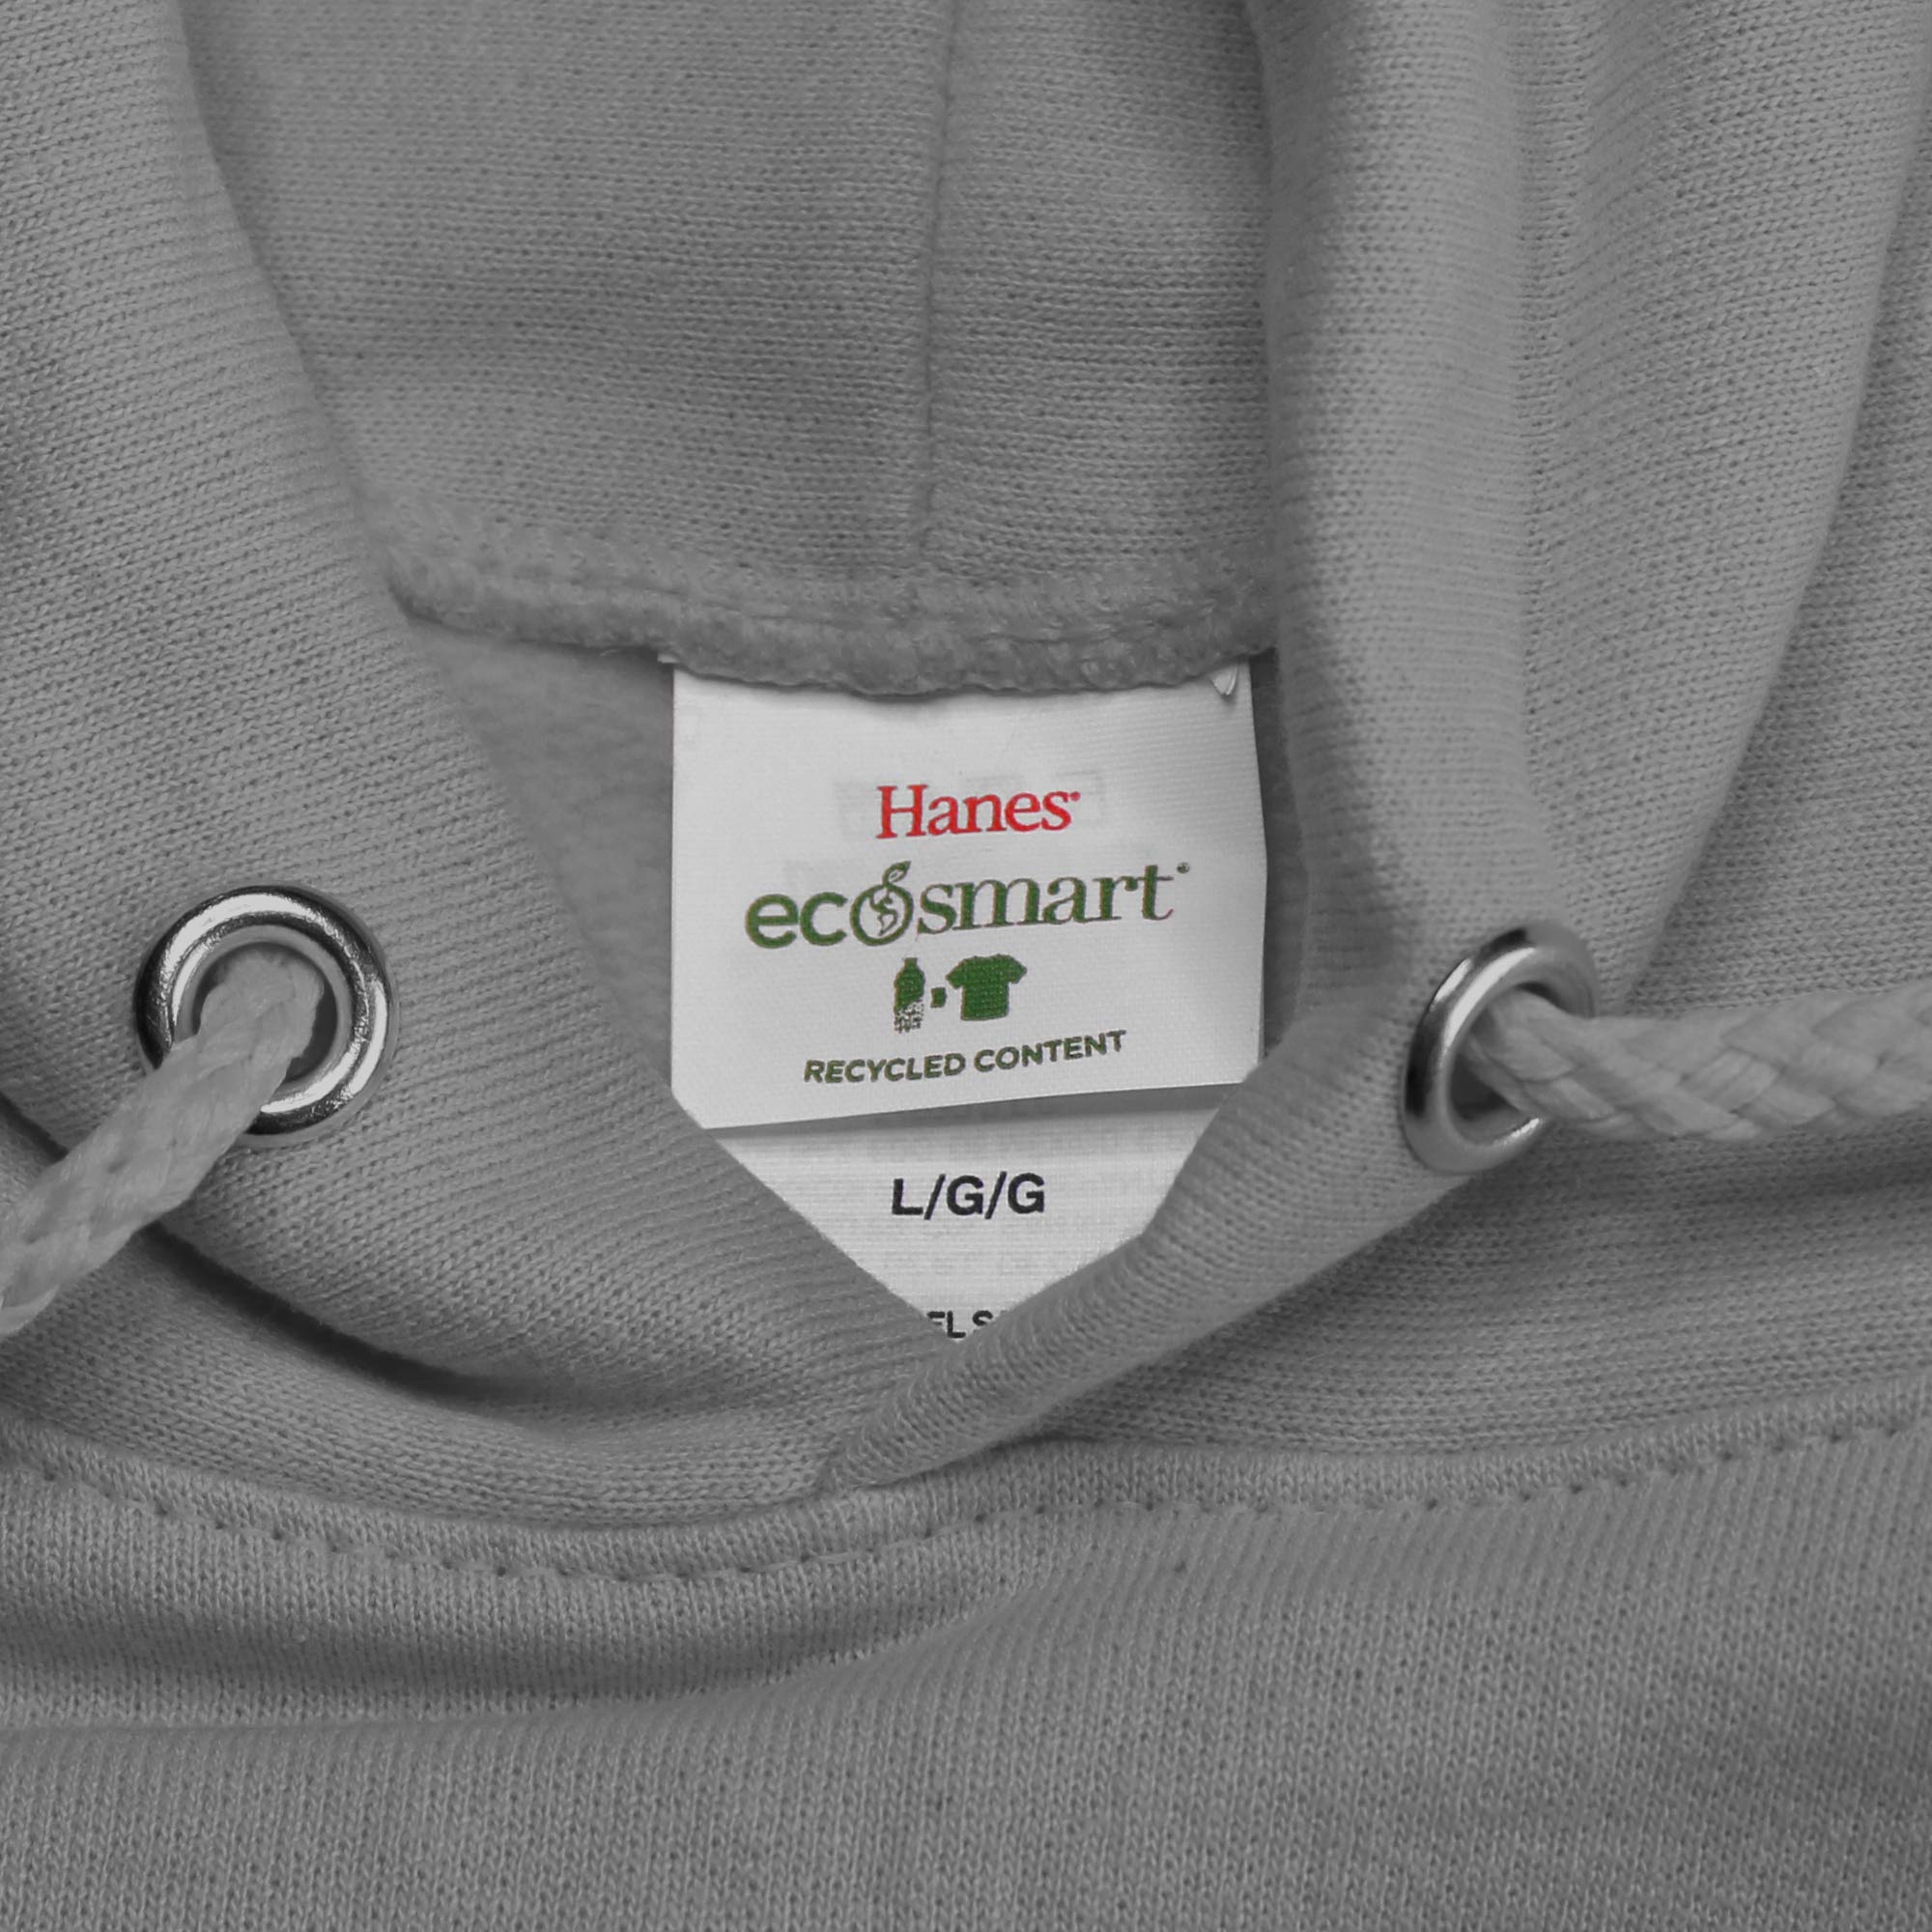 Hanes
ecosmart
RECYCLED CONTENT
L/G/G